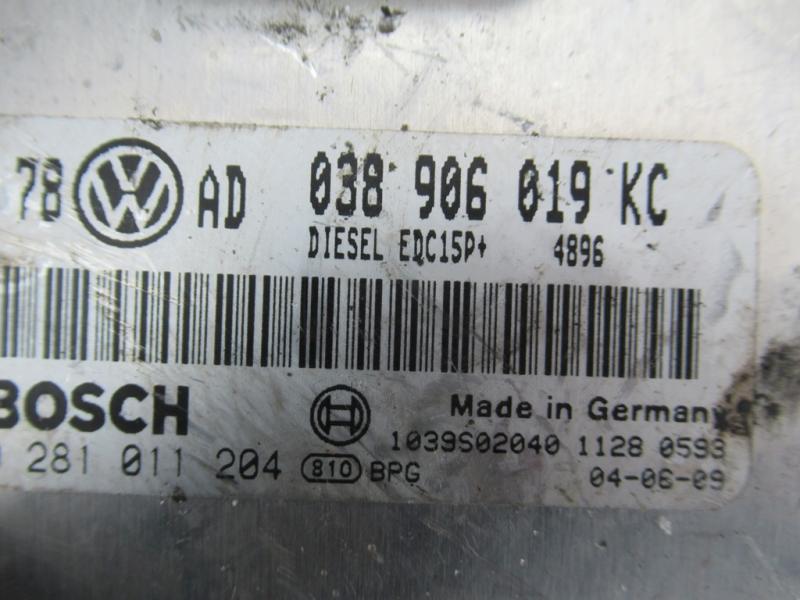 78 VW AD 038 906 019 KC
DIESEL EDC15P+ 4896
BOSCH
Made in Germany
281 011 204 810 BPG
1039S02040 1128 0593
04-06-09